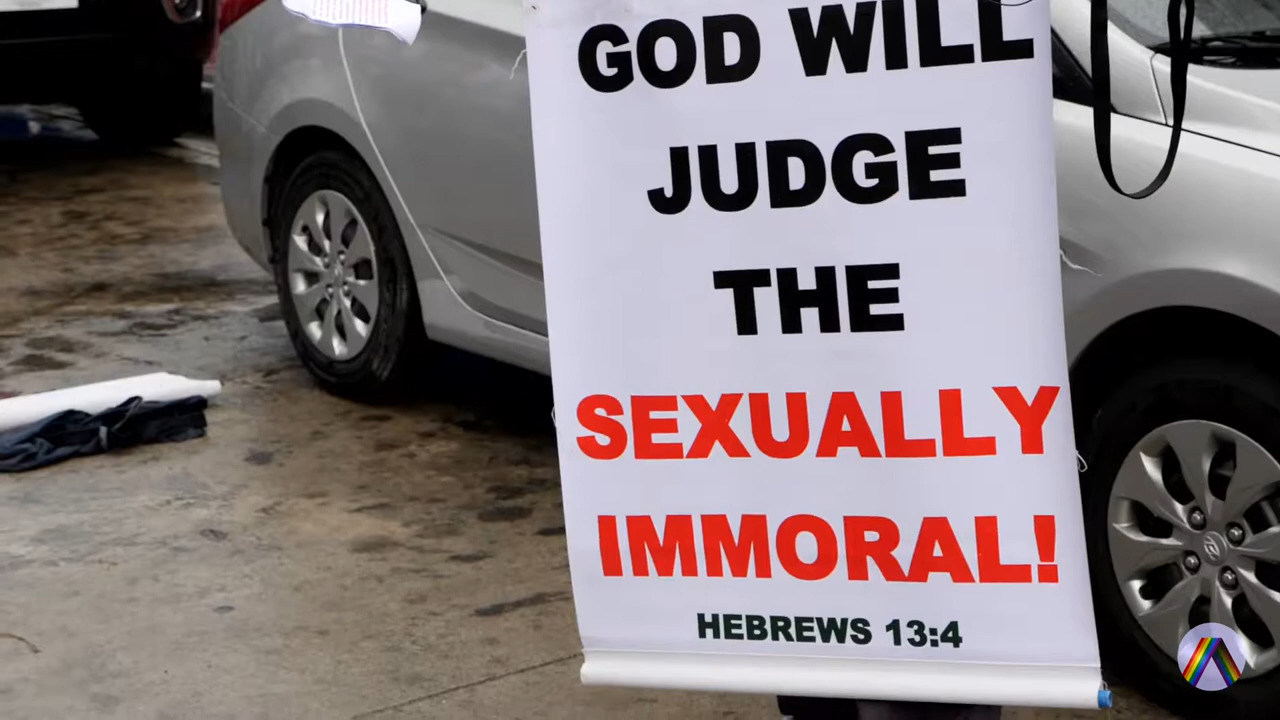 GOD WILL
JUDGE
THE
SEXUALLY
IMMORAL!
HEBREWS 13:4